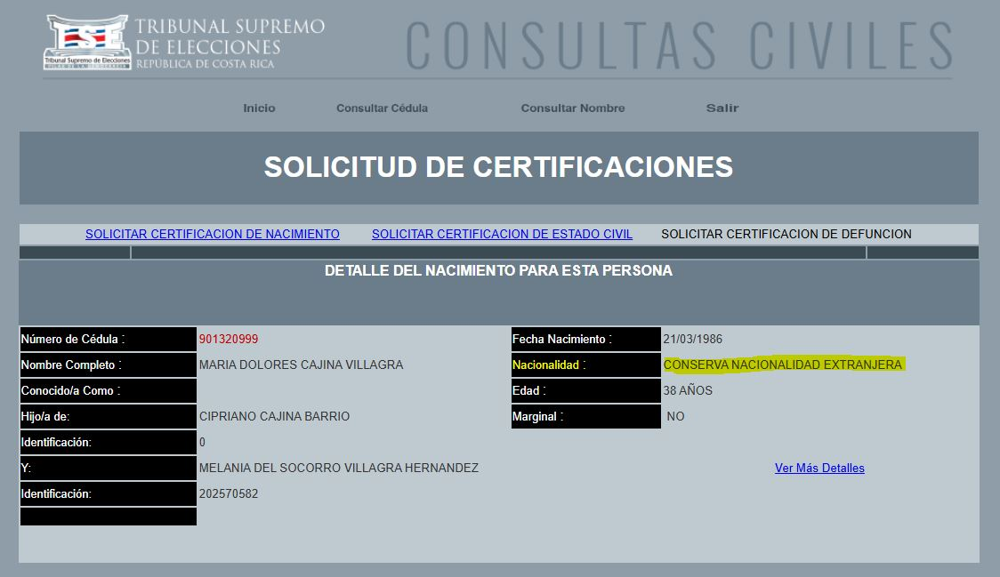 TSE
Tribunal Supremo de Elecciones
PILAR DE LA DEMOCRACIA
TRIBUNAL SUPREMO
DE ELECCIONES
REPÚBLICA DE COSTA RICA
CONSULTAS CIVILES
Inicio Consultar Cédula Consultar Nombre Salir
SOLICITUD DE CERTIFICACIONES
SOLICITAR CERTIFICACION DE NACIMIENTO SOLICITAR CERTIFICACION DE ESTADO CIVIL SOLICITAR CERTIFICACION DE DEFUNCION
DETALLE DEL NACIMIENTO PARA ESTA PERSONA
Número de Cédula : 901320999 Fecha Nacimiento : 21/03/1986
Nombre Completo : MARIA DOLORES CAJINA VILLAGRA Nacionalidad : CONSERVA NACIONALIDAD EXTRANJERA
Conocido/a Como : Edad : 38 AÑOS
Hijo/a de: CIPRIANO CAJINA BARRIO Marginal : NO
Identificación: 0
Y: MELANIA DEL SOCORRO VILLAGRA HERNANDEZ Ver Más Detalles
Identificación: 202570582